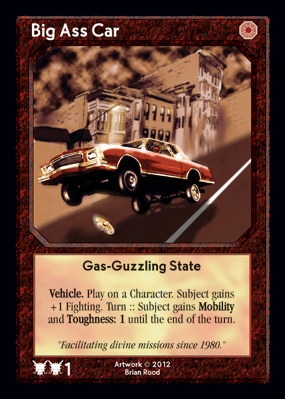 Big Ass Car
Gas-Guzzling State
Vehicle. Play on a Character. Subject gains
+1 Fighting. Turn :: Subject gains Mobility
and Toughness: 1 until the end of the turn.
"Facilitating divine missions since 1980."
1
Artwork © 2012
Brian Rood